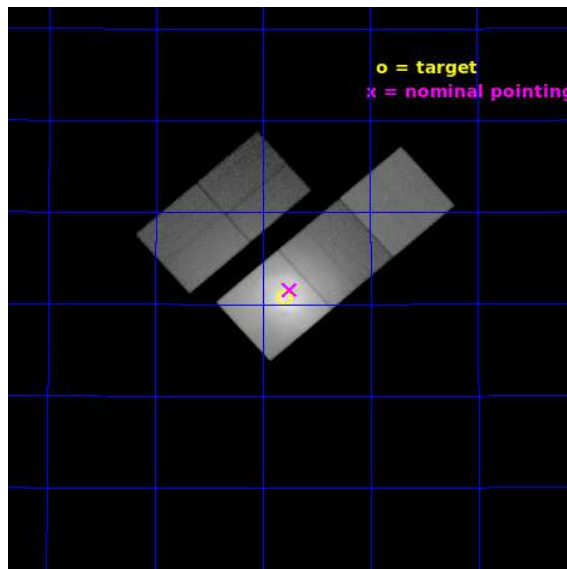 o = target
x = nominal pointing